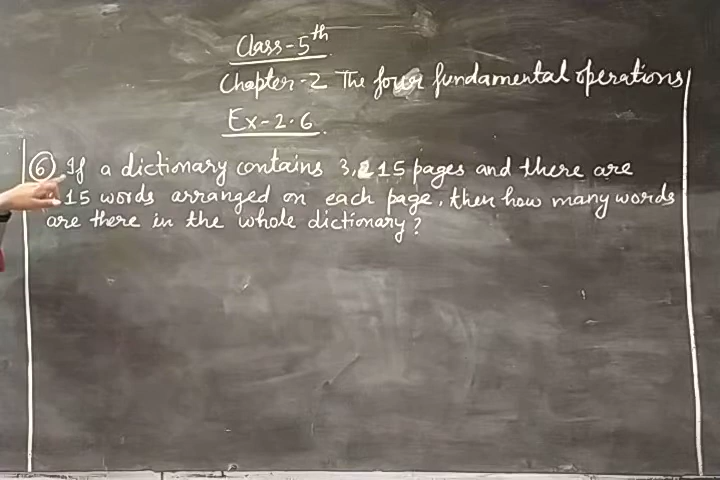 Class-5th
Chapter-2 The four fundamental operations
Ex-2.6
6 If a dictionary contains 3,215 pages and there are
15 words arranged on each page, then how many words
are there in the whole dictionary?